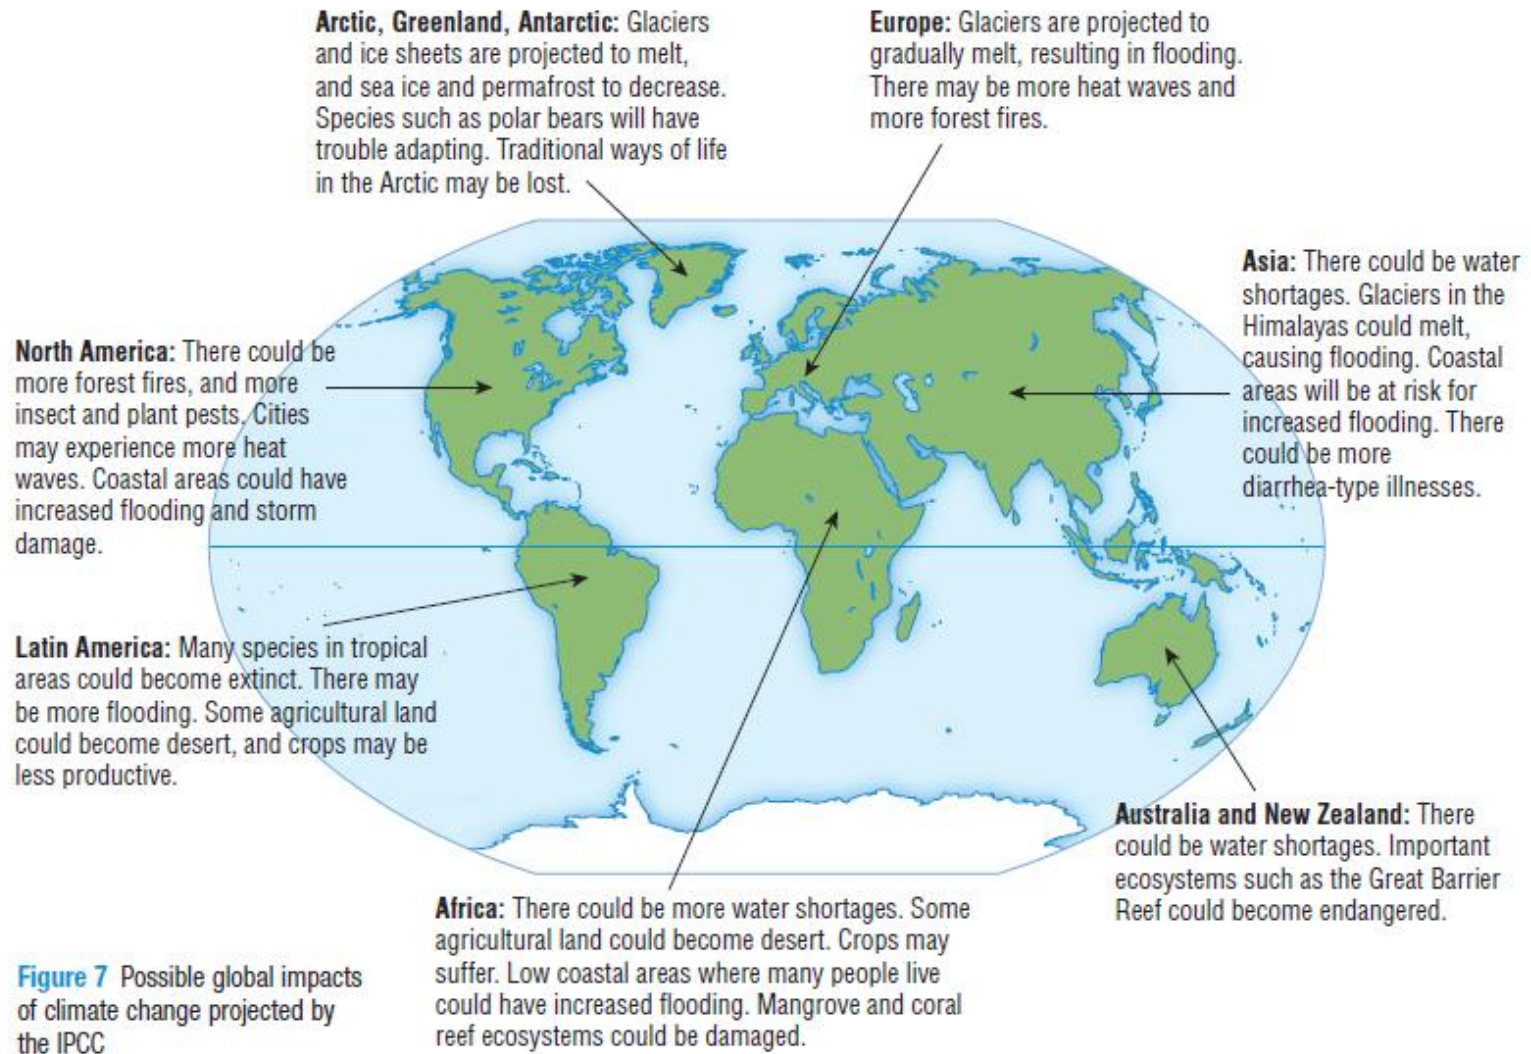 Arctic, Greenland, Antarctic: Glaciers
and ice sheets are projected to melt,
and sea ice and permafrost to decrease.
Species such as polar bears will have
trouble adapting. Traditional ways of life
in the Arctic may be lost.
Europe: Glaciers are projected to
gradually melt, resulting in flooding.
There may be more heat waves and
more forest fires.
Asia: There could be water
shortages. Glaciers in the
Himalayas could melt,
causing flooding. Coastal
areas will be at risk for
increased flooding. There
could be more
diarrhea-type illnesses.
North America: There could be
more forest fires, and more
insect and plant pests. Cities
may experience more heat
waves. Coastal areas could have
increased flooding and storm
damage.
Latin America: Many species in tropical
areas could become extinct. There may
be more flooding. Some agricultural land
could become desert, and crops may be
less productive.
Australia and New Zealand: There
could be water shortages. Important
ecosystems such as the Great Barrier
Reef could become endangered.
Africa: There could be more water shortages. Some
agricultural land could become desert. Crops may
suffer. Low coastal areas where many people live
could have increased flooding. Mangrove and coral
reef ecosystems could be damaged.
Figure 7 Possible global impacts
of climate change projected by
the IPCC